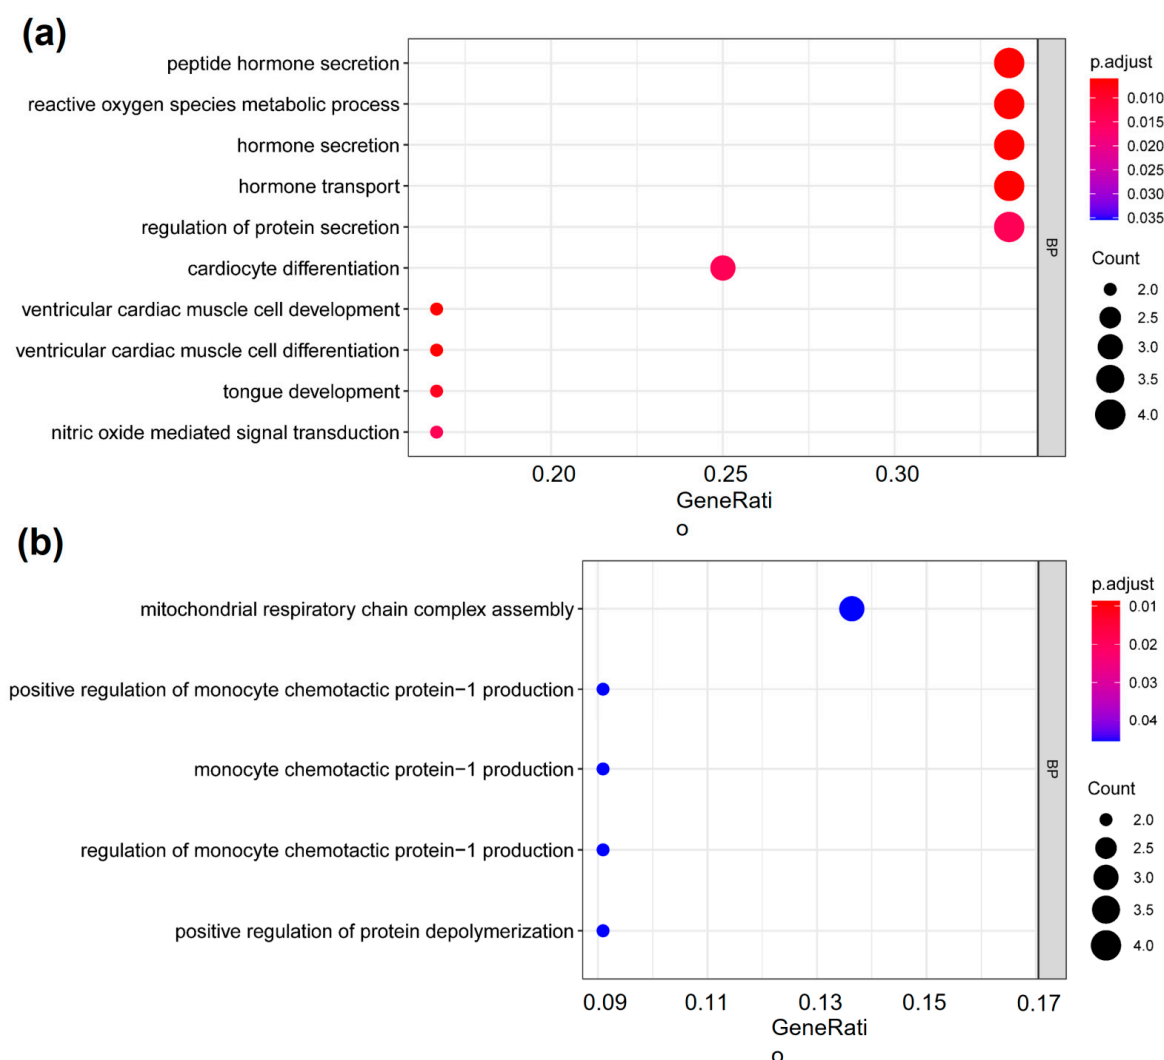 (a)
peptide hormone secretion
reactive oxygen species metabolic process
hormone secretion
hormone transport
regulation of protein secretion
cardiocyte differentiation
ventricular cardiac muscle cell development
ventricular cardiac muscle cell differentiation
tongue development
nitric oxide mediated signal transduction
0.20 0.25 0.30
GeneRati
o
BP
p.adjust
0.010
0.015
0.020
0.025
0.030
0.035
Count
2.0
2.5
3.0
3.5
4.0
(b)
mitochondrial respiratory chain complex assembly
positive regulation of monocyte chemotactic protein−1 production
monocyte chemotactic protein−1 production
regulation of monocyte chemotactic protein−1 production
positive regulation of protein depolymerization
0.09 0.11 0.13 0.15 0.17
GeneRati
o
BP
p.adjust
0.01
0.02
0.03
0.04
Count
2.0
2.5
3.0
3.5
4.0